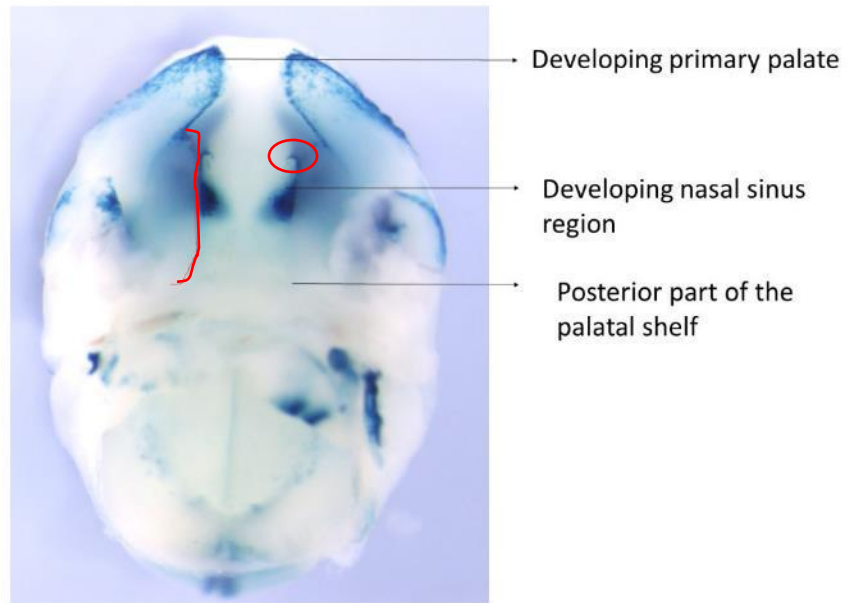 Developing primary palate
Developing nasal sinus
region
Posterior part of the
palatal shelf